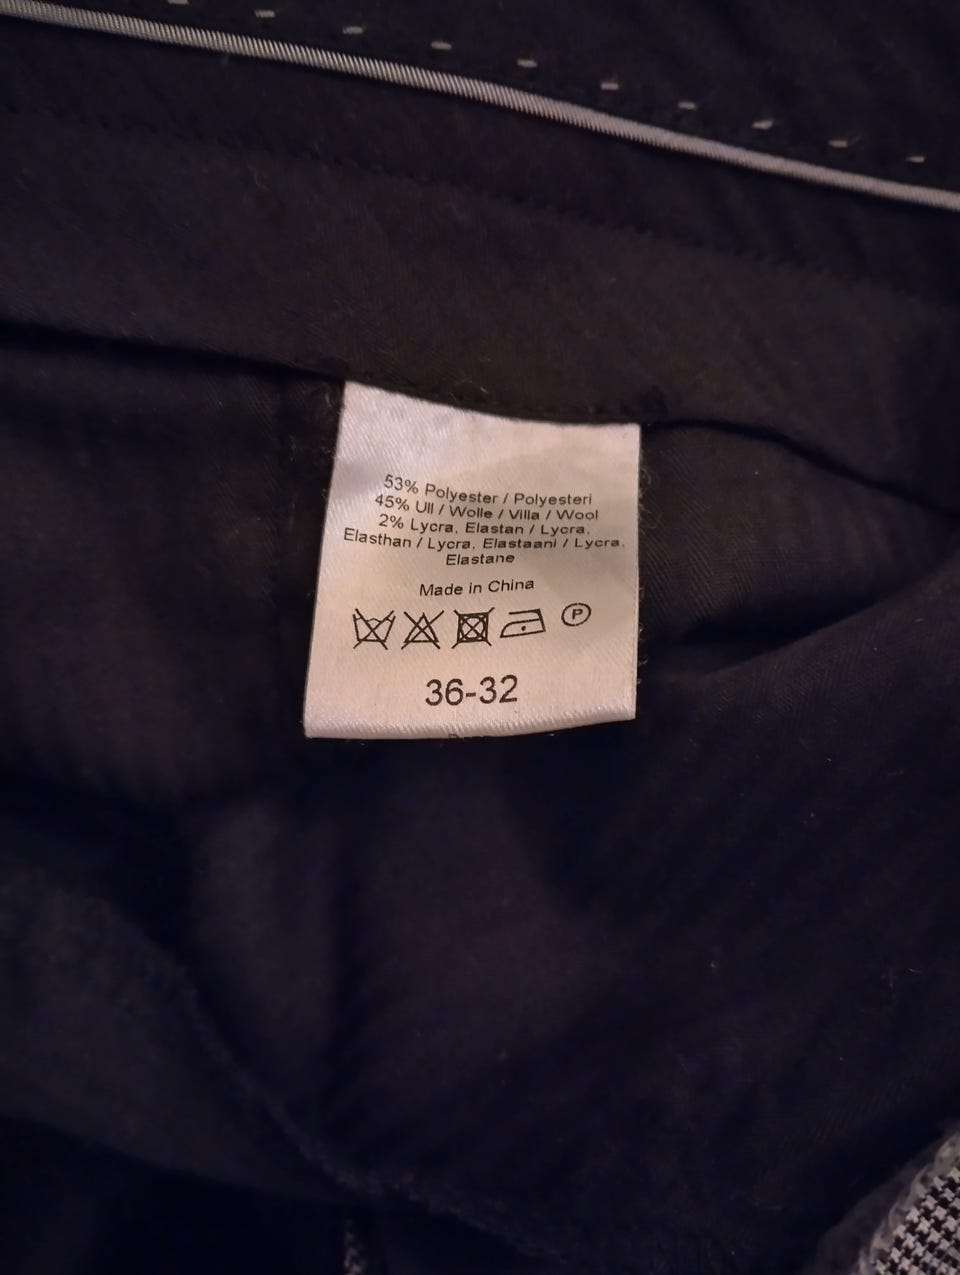 53% Polyester / Polyesteri
45% Ull / Wolle / Villa / Wool
2% Lycra, Elastan / Lycra,
Elasthan / Lycra, Elastaani / Lycra,
Elastane
Made in China
P
36-32